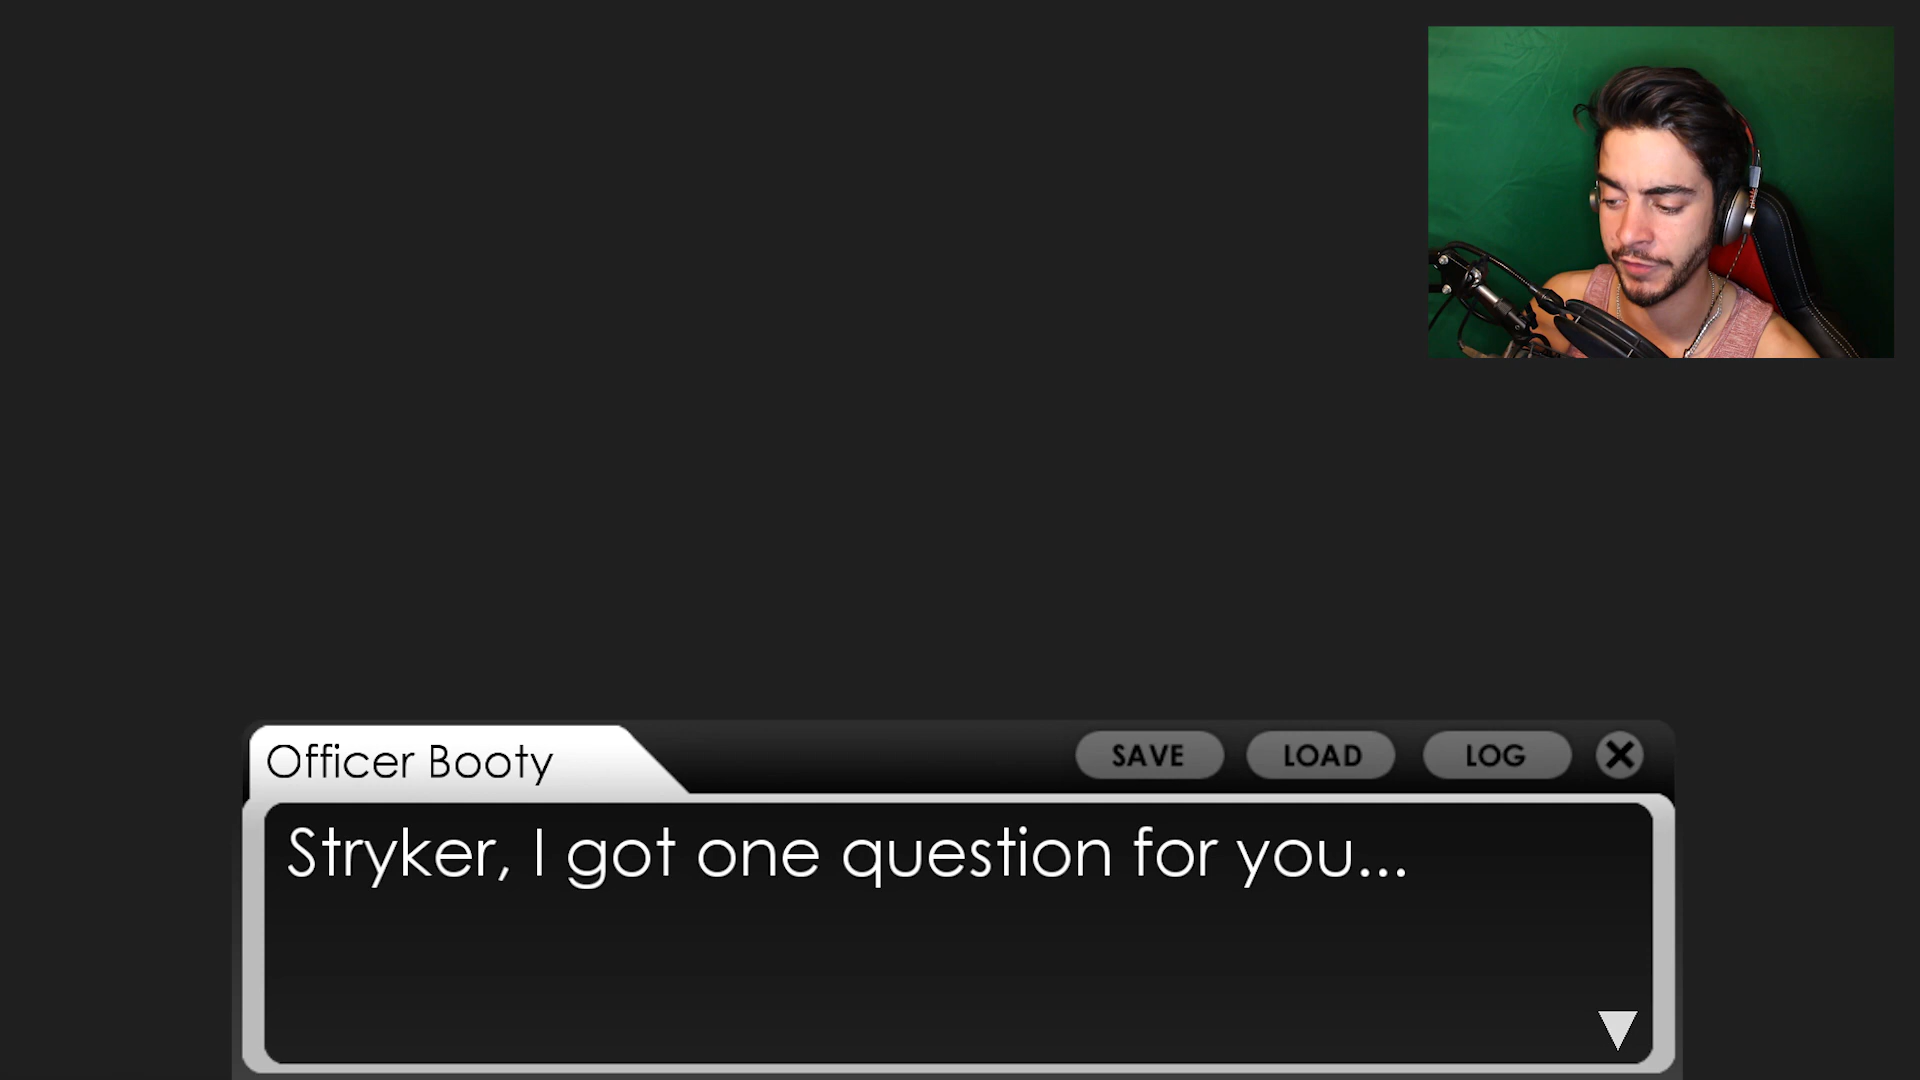 Officer Booty
SAVE
LOAD
LOG
Stryker, I got one question for you...